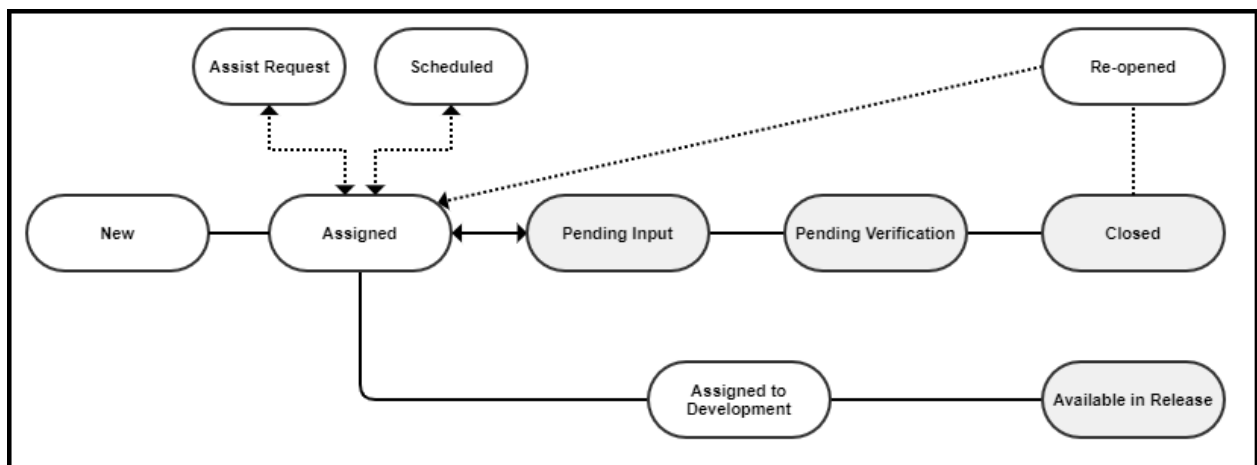 Assist Request
Scheduled
Re-opened
New
Assigned
Pending Input
Pending Verification
Closed
Assigned to
Development
Available in Release